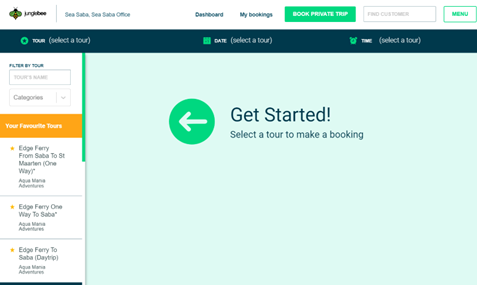 junglebee
Sea Saba, Sea Saba Office
Dashboard
My bookings
BOOK PRIVATE TRIP
FIND CUSTOMER
MENU
TOUR (select a tour)
DATE (select a tour)
TIME (select a tour)
FILTER BY TOUR
TOUR'S NAME
Categories
Your Favourite Tours
Edge Ferry
From Saba To St
Maarten (One
Way)*
Aqua Mania
Adventures
Edge Ferry One
Way To Saba*
Aqua Mania
Adventures
Edge Ferry To
Saba (Daytrip)
Aqua Mania
Adventures
Get Started!
Select a tour to make a booking